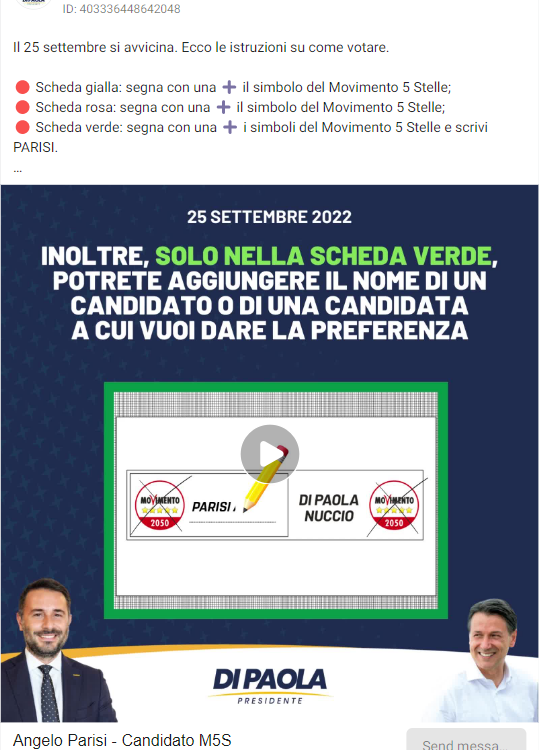 ID: 403336448642048
Il 25 settembre si avvicina. Ecco le istruzioni su come votare.
🔴 Scheda gialla: segna con una ➕ il simbolo del Movimento 5 Stelle;
🔴 Scheda rosa: segna con una ➕ il simbolo del Movimento 5 Stelle;
🔴 Scheda verde: segna con una ➕ i simboli del Movimento 5 Stelle e scrivi
PARISI.
...
25 SETTEMBRE 2022
INOLTRE, SOLO NELLA SCHEDA VERDE,
POTRETE AGGIUNGERE IL NOME DI UN
CANDIDATO O DI UNA CANDIDATA
A CUI VUOI DARE LA PREFERENZA
MOVIMENTO
2050
PARISI
DI PAOLA
NUCCIO
MOVIMENTO
2050
DI PAOLA
PRESIDENTE
Angelo Parisi - Candidato M5S
Send messa...